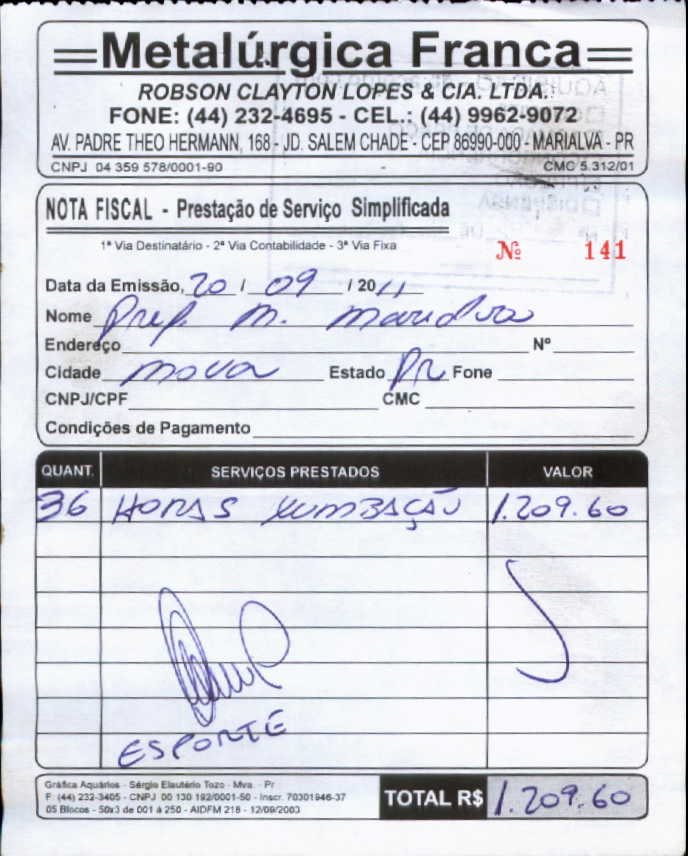 Metalúrgica Franca
ROBSON CLAYTON LOPES & CIA. LTDA.
FONE: (44) 232-4695 - CEL.: (44) 9962-9072
AV. PADRE THEO HERMANN, 168 - JD. SALEM CHADE - CEP 86990-000 - MARIALVA - PR
CNPJ 04 359 578/0001-90 CMC 5.312/01
NOTA FISCAL - Prestação de Serviço Simplificada
1ª Via Destinatário - 2ª Via Contabilidade - 3ª Via Fixa
Nº 141
Data da Emissão, 20 / 09 / 2011
Nome Pref. M. Marialva
Endereço Nº
Cidade mova Estado Pr Fone
CNPJ/CPF CMC
Condições de Pagamento
QUANT. SERVIÇOS PRESTADOS VALOR
36 HORAS 1.209.60
ESPORTE
Gráfica Aquários - Sérgio Elautério Tozo - Mva. - Pr
F: (44) 232-3405 - CNPJ 00 130 192/0001-50 - Inscr. 70301946-37
05 Blocos - 50x3 de 001 à 250 - AIDFM 218 - 12/09/2003
TOTAL R$ 1.209.60